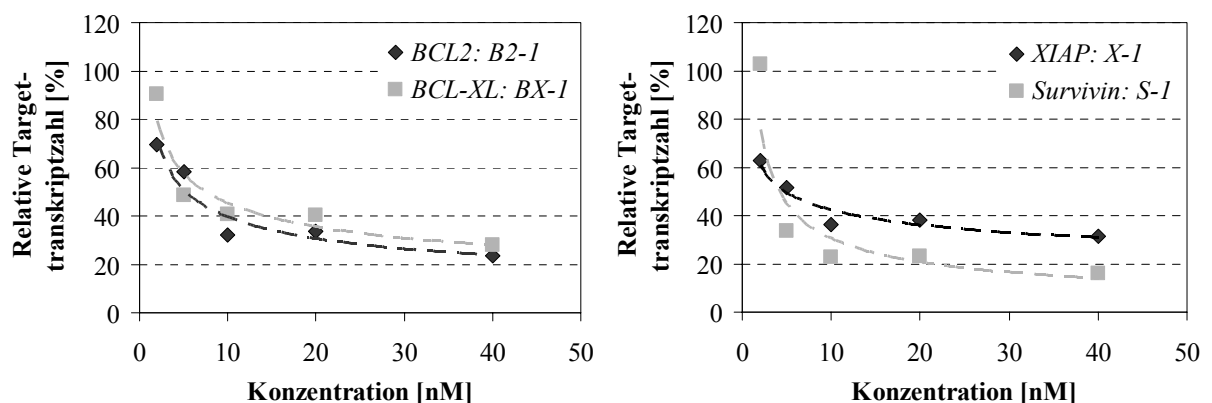 Relative Target-
transkriptzahl [%]
120
100
80
60
40
20
0
BCL2: B2-1
BCL-XL: BX-1
0 10 20 30 40 50
Konzentration [nM]
Relative Target-
transkriptzahl [%]
120
100
80
60
40
20
0
XIAP: X-1
Survivin: S-1
0 10 20 30 40 50
Konzentration [nM]